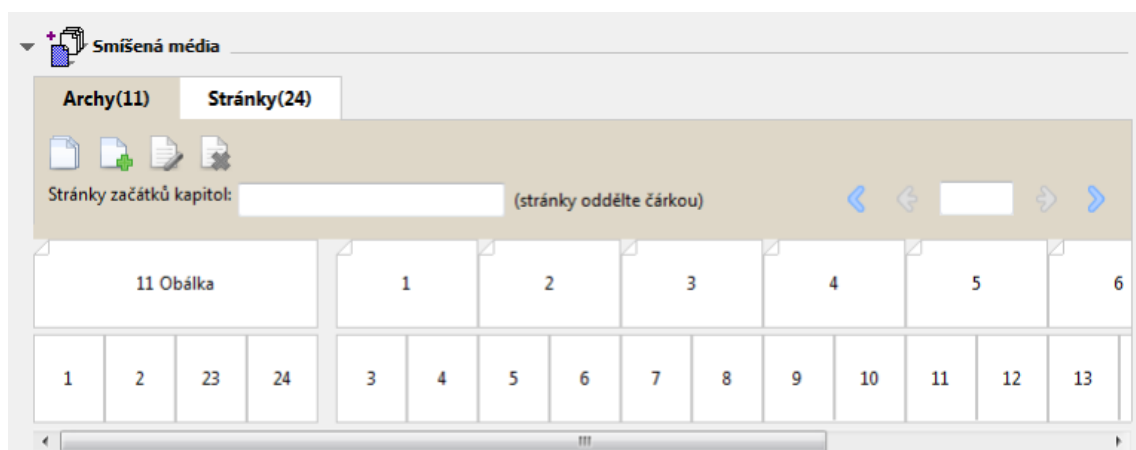 Smíšená média
Archy(11) Stránky(24)
Stránky začátků kapitol: (stránky oddělte čárkou)
11 Obálka 1 2 3 4 5 6
1 2 23 24 3 4 5 6 7 8 9 10 11 12 13